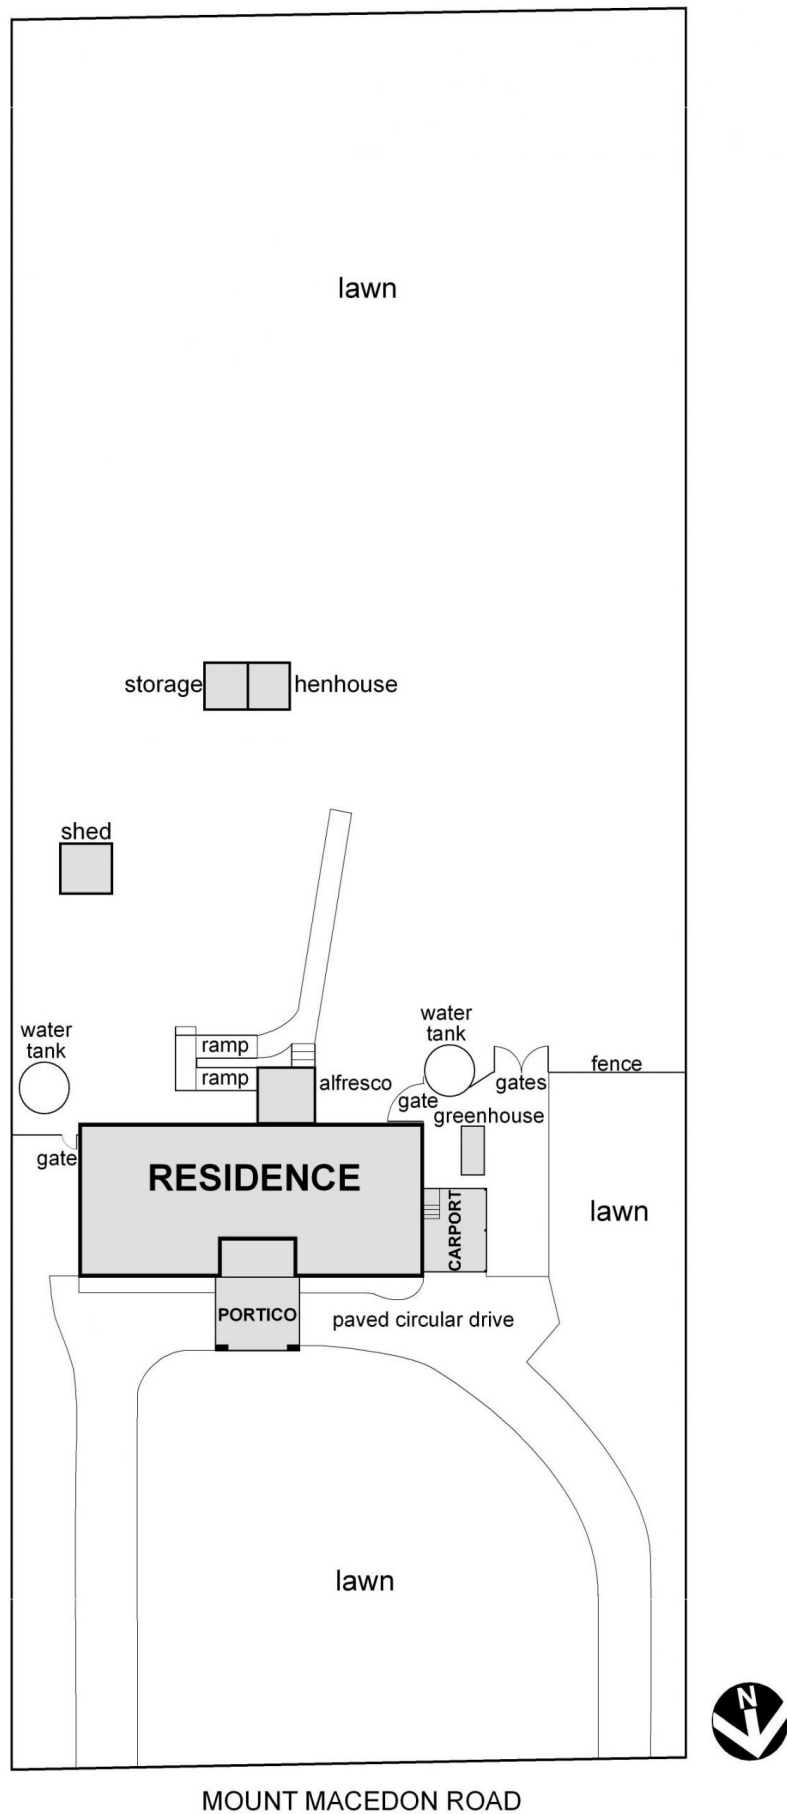 lawn
storage
henhouse
shed
water
tank
water
tank
ramp
ramp
alfresco
gate
gates
fence
greenhouse
gate
RESIDENCE
CARPORT
lawn
PORTICO
paved circular drive
lawn
N
MOUNT MACEDON ROAD